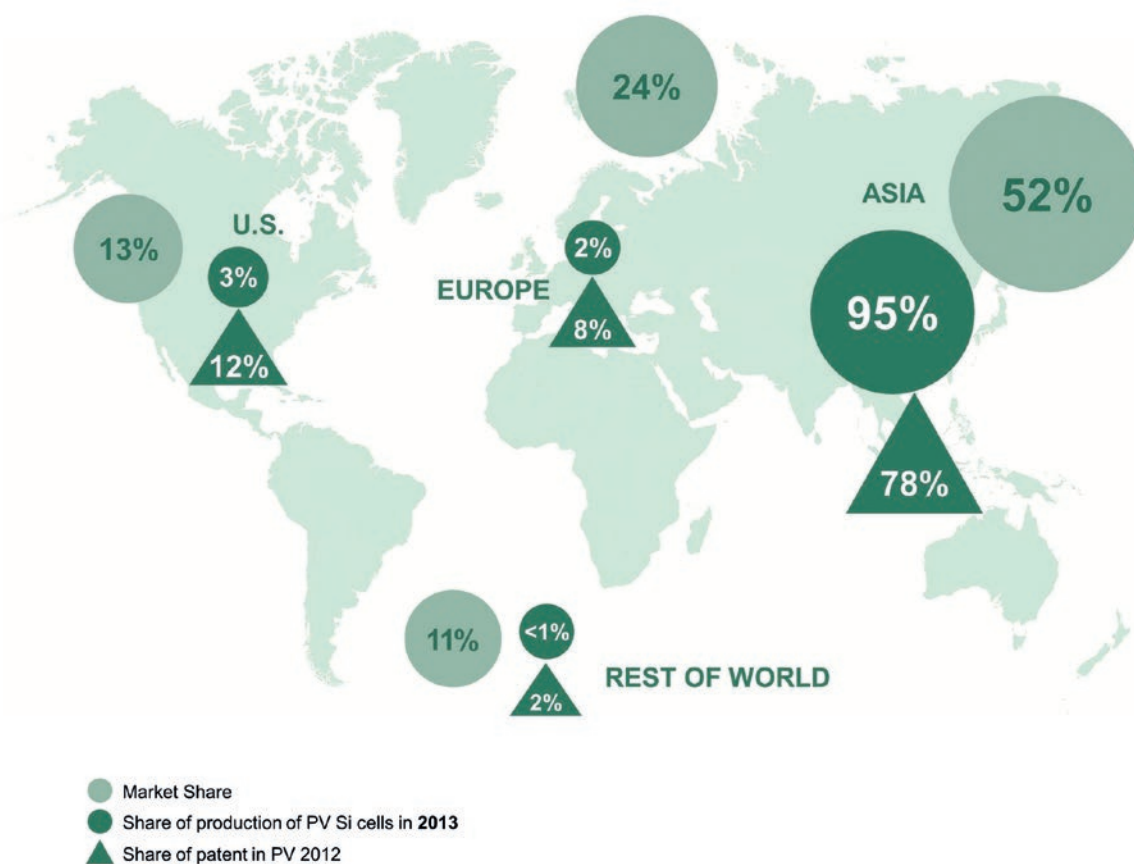 24%
ASIA
52%
U.S.
13%
3%
2%
EUROPE
95%
12%
8%
78%
11%
<1%
REST OF WORLD
2%
Market Share
Share of production of PV Si cells in 2013
Share of patent in PV 2012